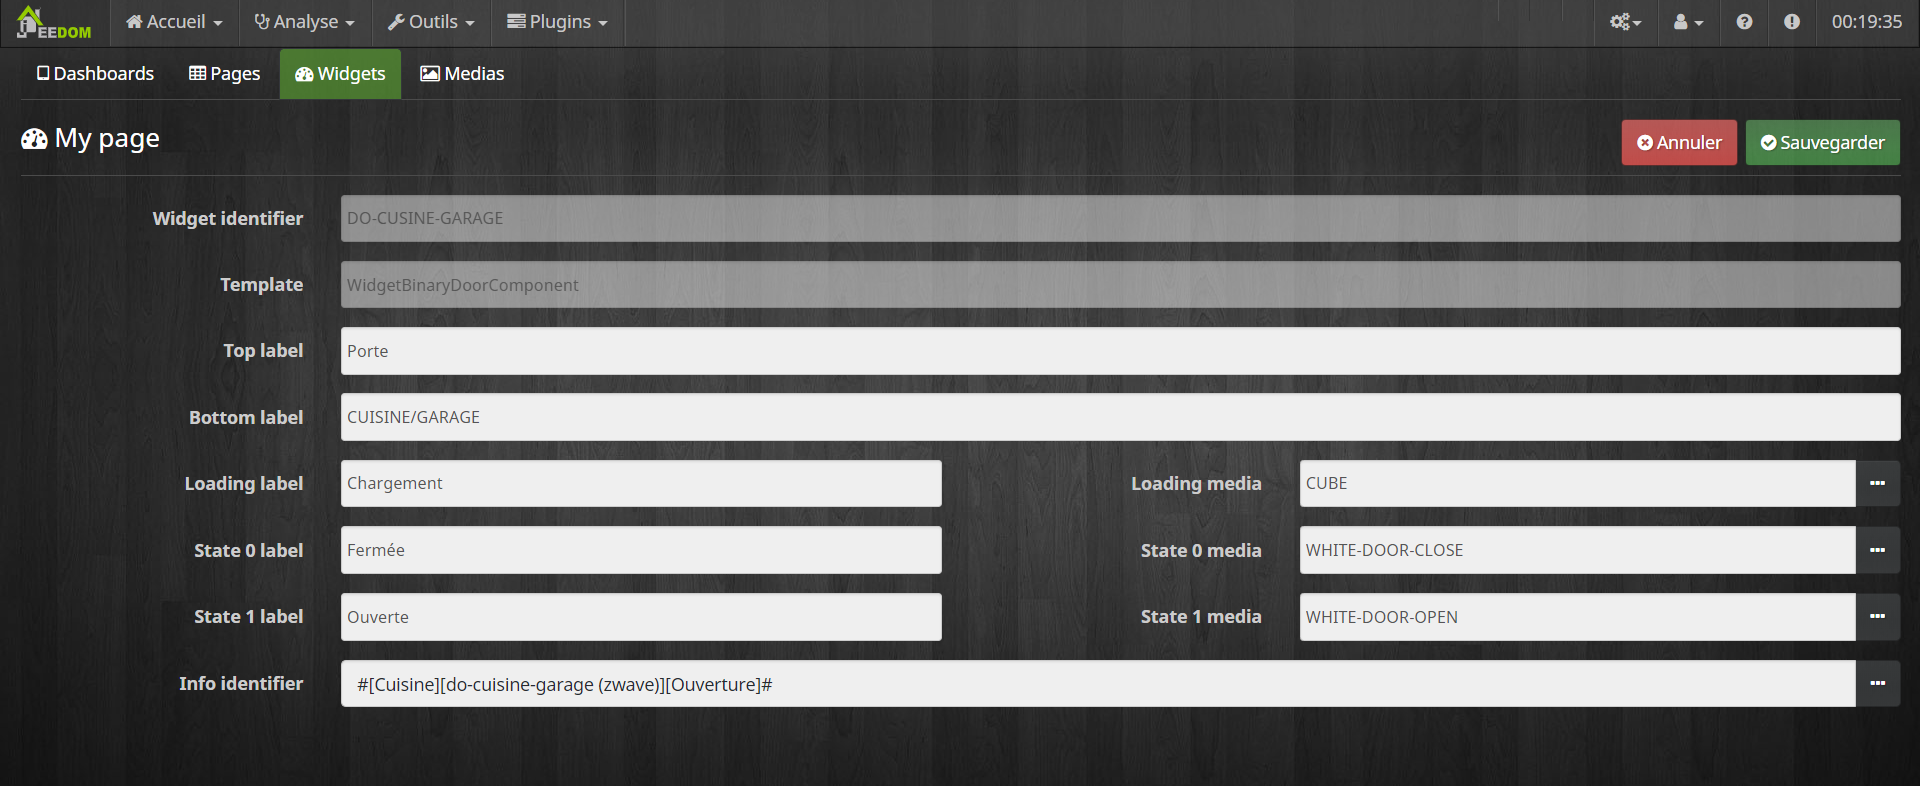 JEEDOM Accueil Analyse Outils Plugins 00:19:35
Dashboards Pages Widgets Medias
My page Annuler Sauvegarder
Widget identifier DO-CUSINE-GARAGE
Template WidgetBinaryDoorComponent
Top label Porte
Bottom label CUISINE/GARAGE
Loading label Chargement Loading media CUBE
State 0 label Fermée State 0 media WHITE-DOOR-CLOSE
State 1 label Ouverte State 1 media WHITE-DOOR-OPEN
Info identifier #[Cuisine][do-cuisine-garage (zwave)][Ouverture]#